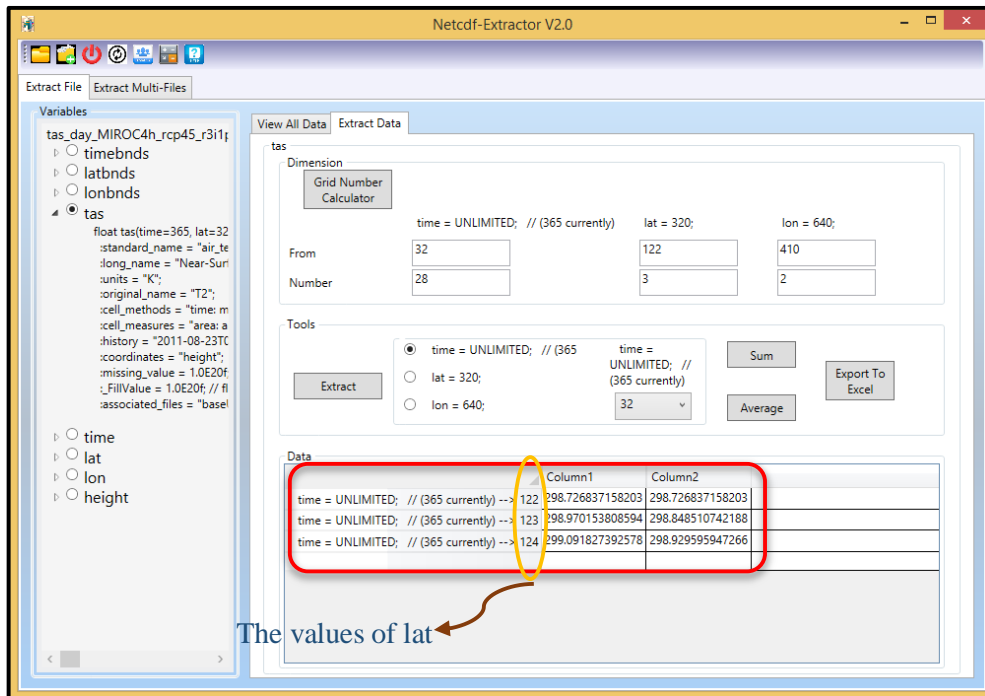 Netcdf-Extractor V2.0
Extract File
Extract Multi-Files
Variables
tas_day_MIROC4h_rcp45_r3i1p
timebnds
latbnds
lonbnds
tas
float tas(time=365, lat=32
:standard_name = "air_te
:long_name = "Near-Surf
:units = "K";
:original_name = "T2";
:cell_methods = "time: m
:cell_measures = "area: a
:history = "2011-08-23T0
:coordinates = "height";
:missing_value = 1.0E20f;
:_FillValue = 1.0E20f; // fl
:associated_files = "baseU
time
lat
lon
height
View All Data
Extract Data
tas
Dimension
Grid Number
Calculator
time = UNLIMITED; // (365 currently) lat = 320; lon = 640;
From 32 122 410
Number 28 3 2
Tools
Extract
time = UNLIMITED; // (365
lat = 320;
lon = 640;
time =
UNLIMITED; //
(365 currently)
32
Sum
Average
Export To
Excel
Data
Column1 Column2
time = UNLIMITED; // (365 currently) --> 122 298.726837158203 298.726837158203
time = UNLIMITED; // (365 currently) --> 123 298.970153808594 298.848510742188
time = UNLIMITED; // (365 currently) --> 124 299.091827392578 298.929595947266
The values of lat